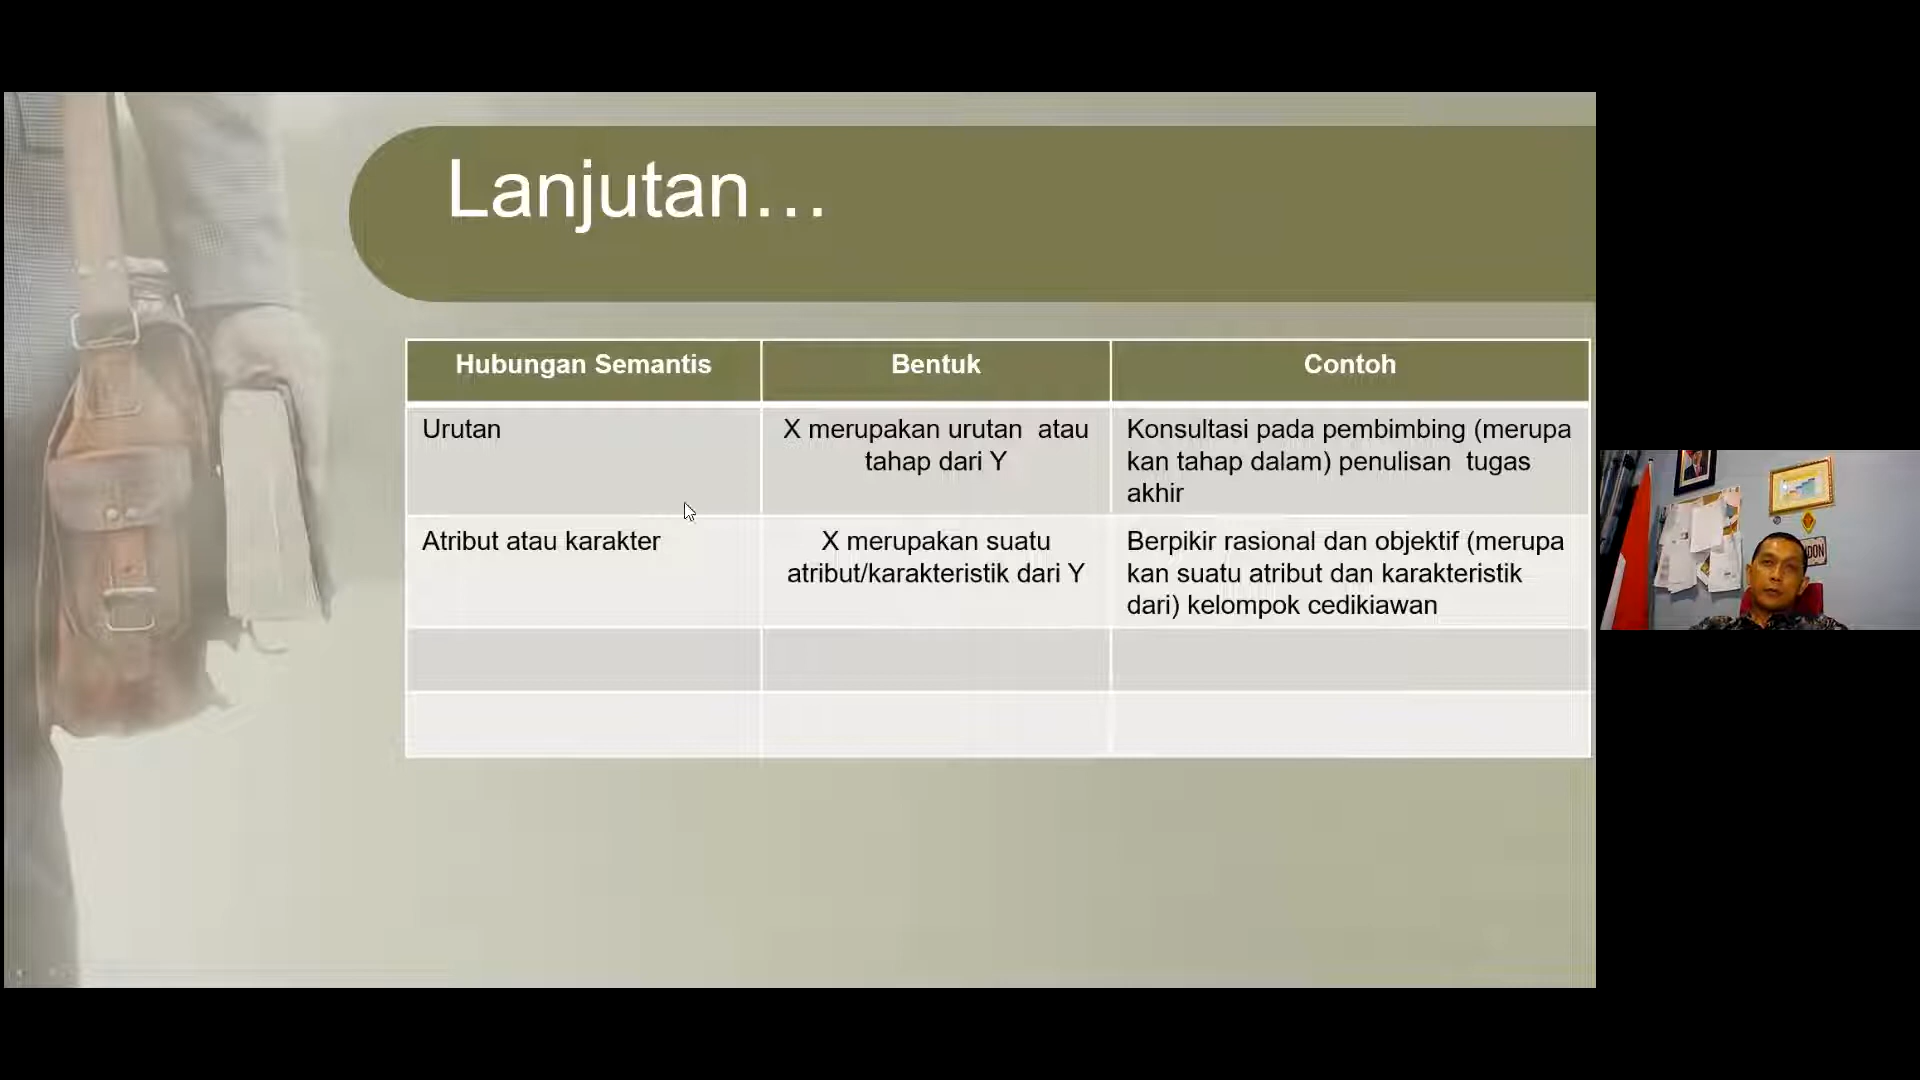 Lanjutan...
Hubungan Semantis
Bentuk
Contoh
Urutan
X merupakan urutan atau
tahap dari Y
Konsultasi pada pembimbing (merupa
kan tahap dalam) penulisan tugas
akhir
Atribut atau karakter
X merupakan suatu
atribut/karakteristik dari Y
Berpikir rasional dan objektif (merupa
kan suatu atribut dan karakteristik
dari) kelompok cedikiawan
DON